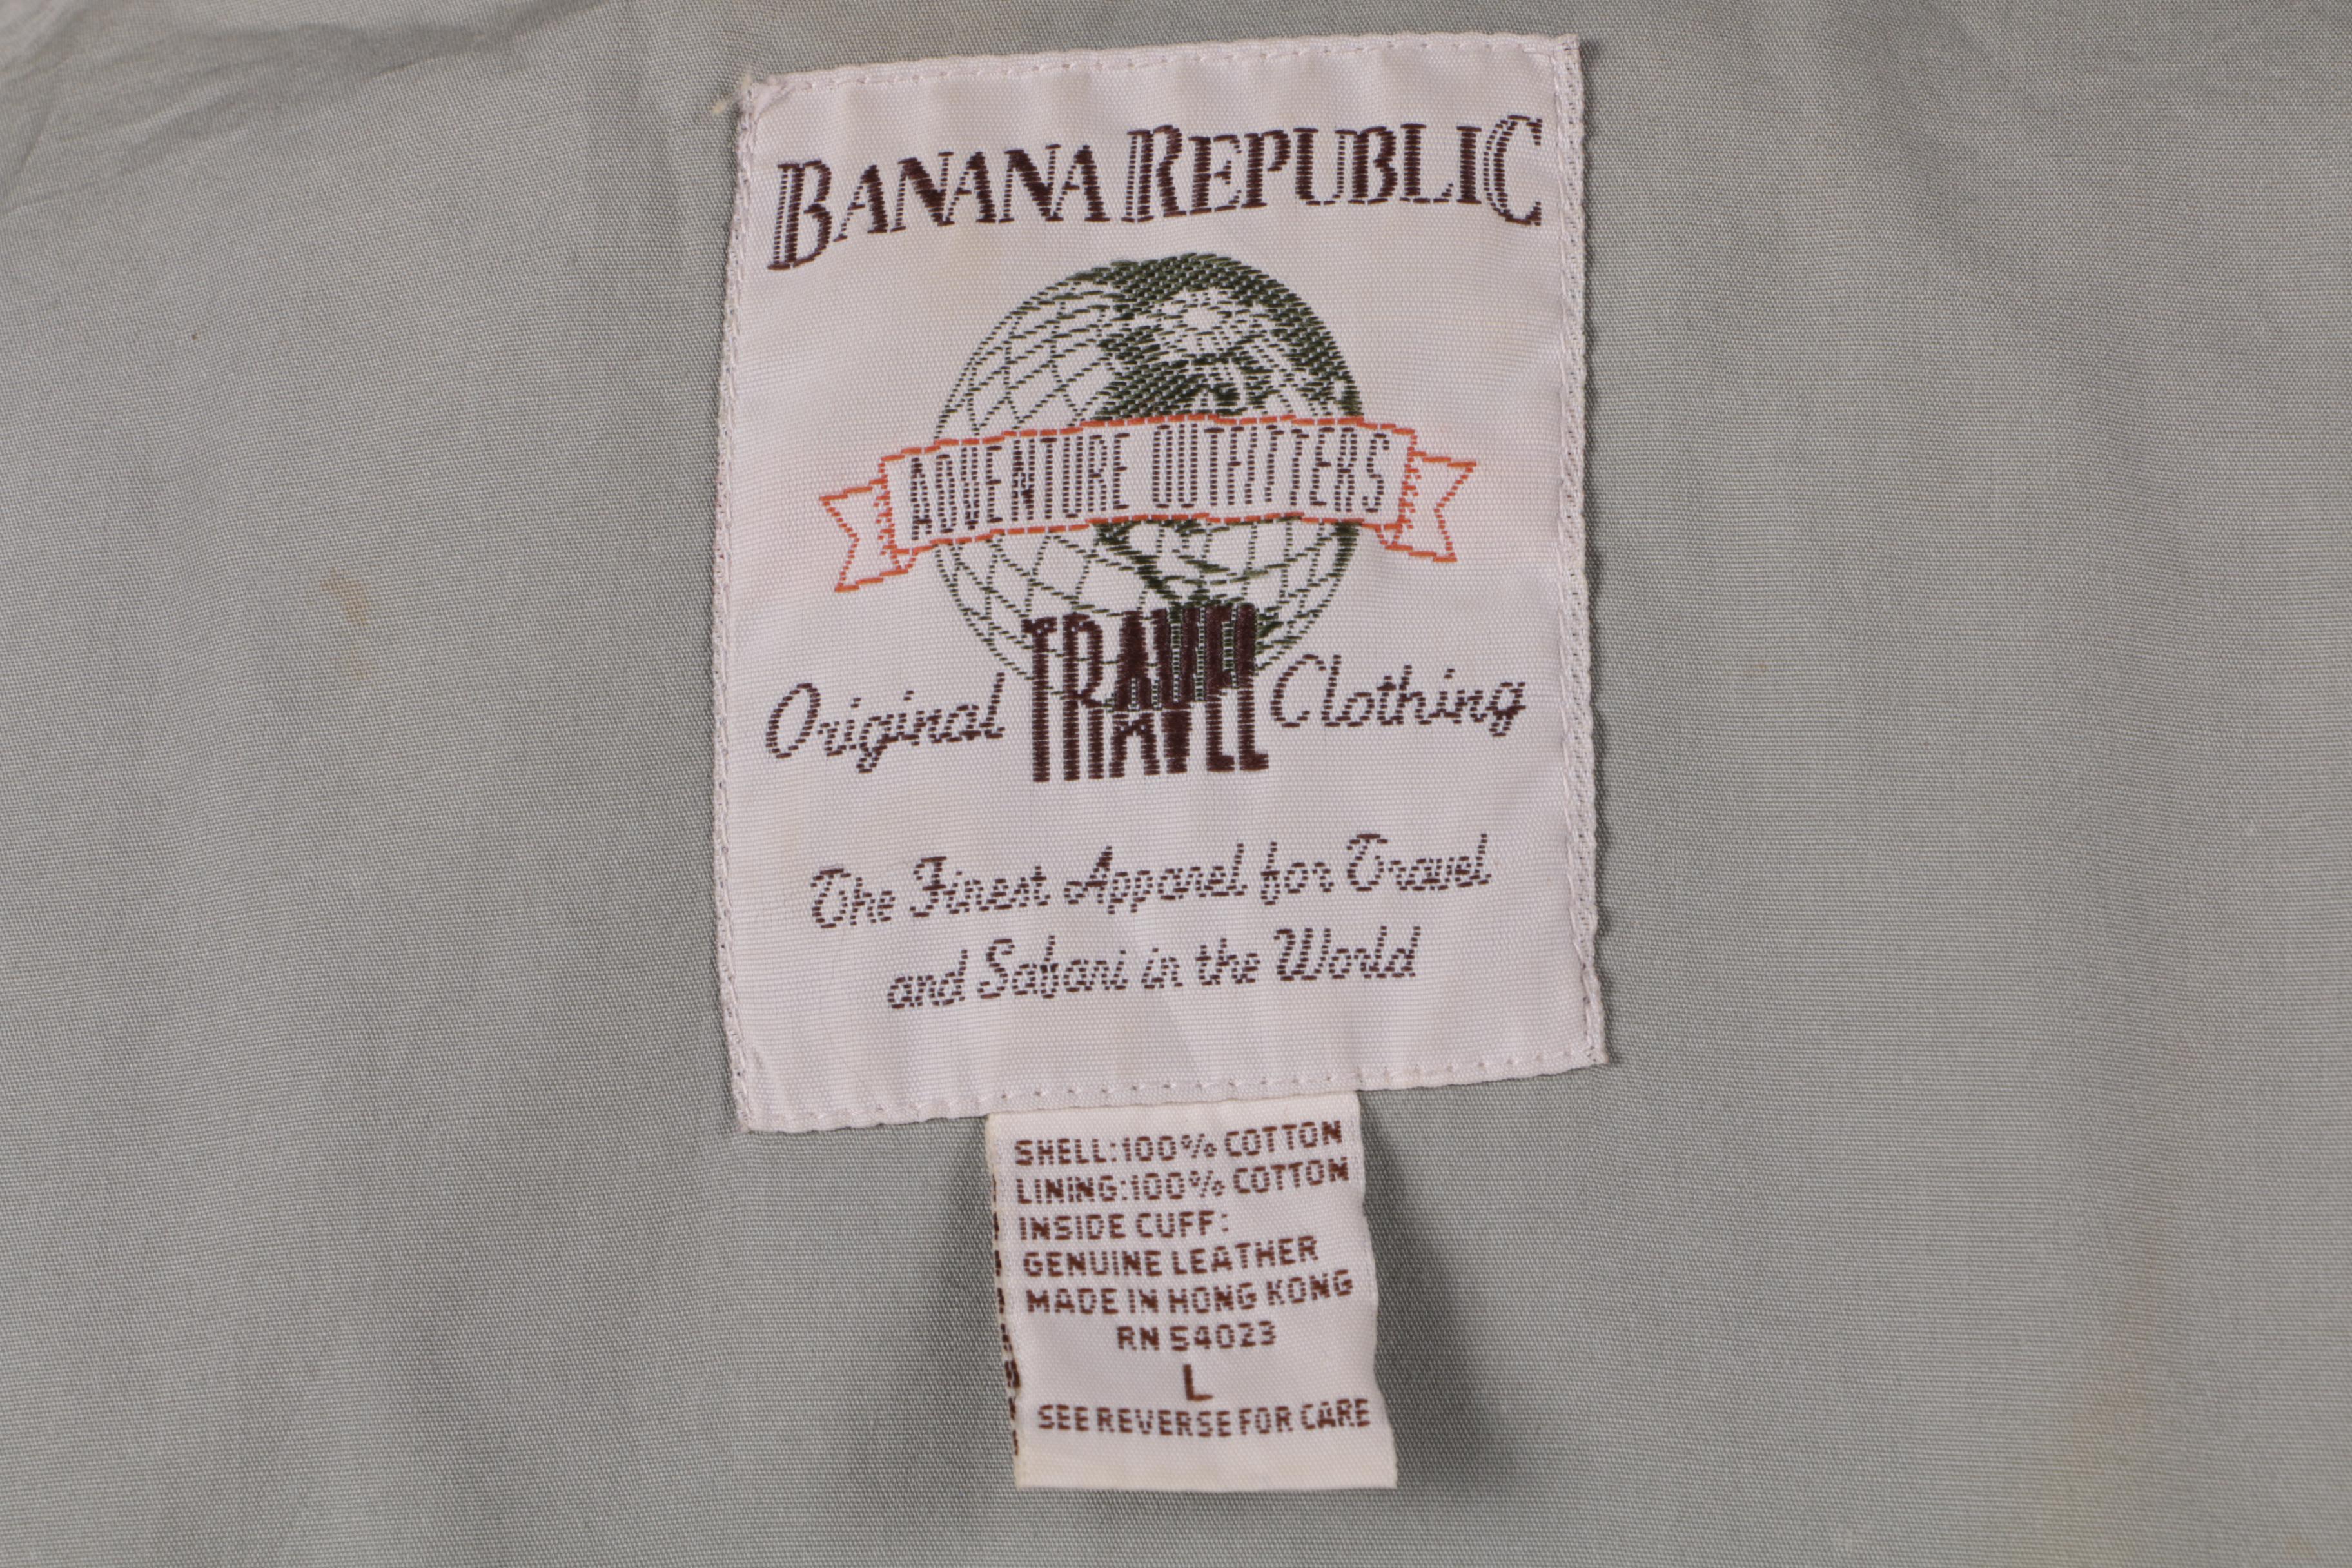 BANANA REPUBLIC
ADVENTURE OUTFITTERS
Original TRAVEL Clothing
The Finest Apparel for Travel
and Safari in the World
SHELL:100% COTTON
LINING:100% COTTON
INSIDE CUFF:
GENUINE LEATHER
MADE IN HONG KONG
RN 54023
L
SEE REVERSE FOR CARE